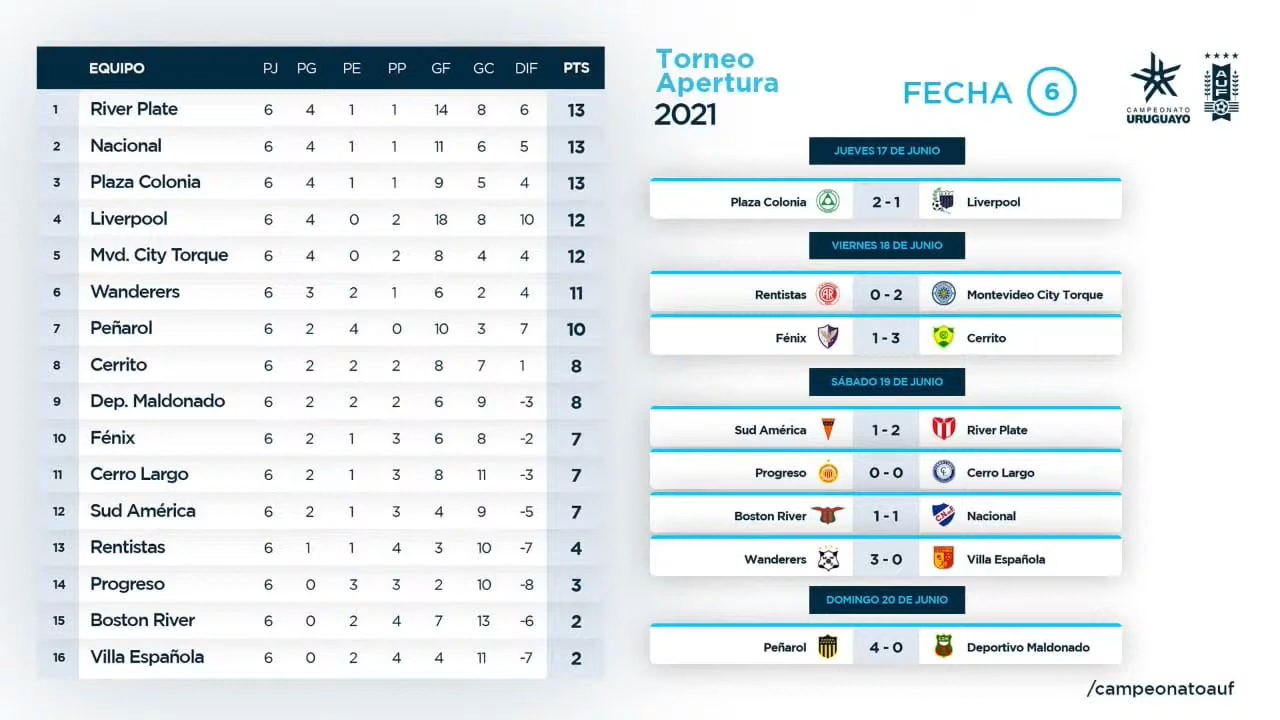 EQUIPO PJ PG PE PP GF GC DIF PTS
1 River Plate 6 4 1 1 14 8 6 13
2 Nacional 6 4 1 1 11 6 5 13
3 Plaza Colonia 6 4 1 1 9 5 4 13
4 Liverpool 6 4 0 2 18 8 10 12
5 Mvd. City Torque 6 4 0 2 8 4 4 12
6 Wanderers 6 3 2 1 6 2 4 11
7 Peñarol 6 2 4 0 10 3 7 10
8 Cerrito 6 2 2 2 8 7 1 8
9 Dep. Maldonado 6 2 2 2 6 9 -3 8
10 Fénix 6 2 1 3 6 8 -2 7
11 Cerro Largo 6 2 1 3 8 11 -3 7
12 Sud América 6 2 1 3 4 9 -5 7
13 Rentistas 6 1 1 4 3 10 -7 4
14 Progreso 6 0 3 3 2 10 -8 3
15 Boston River 6 0 2 4 7 13 -6 2
16 Villa Española 6 0 2 4 4 11 -7 2
Torneo
Apertura
2021
FECHA 6
CAMPEONATO
URUGUAYO
AUF
JUEVES 17 DE JUNIO
Plaza Colonia 2 - 1 Liverpool
VIERNES 18 DE JUNIO
Rentistas 0 - 2 Montevideo City Torque
Fénix 1 - 3 Cerrito
SÁBADO 19 DE JUNIO
Sud América 1 - 2 River Plate
Progreso 0 - 0 Cerro Largo
Boston River 1 - 1 Nacional
Wanderers 3 - 0 Villa Española
DOMINGO 20 DE JUNIO
Peñarol 4 - 0 Deportivo Maldonado
/campeonatoauf